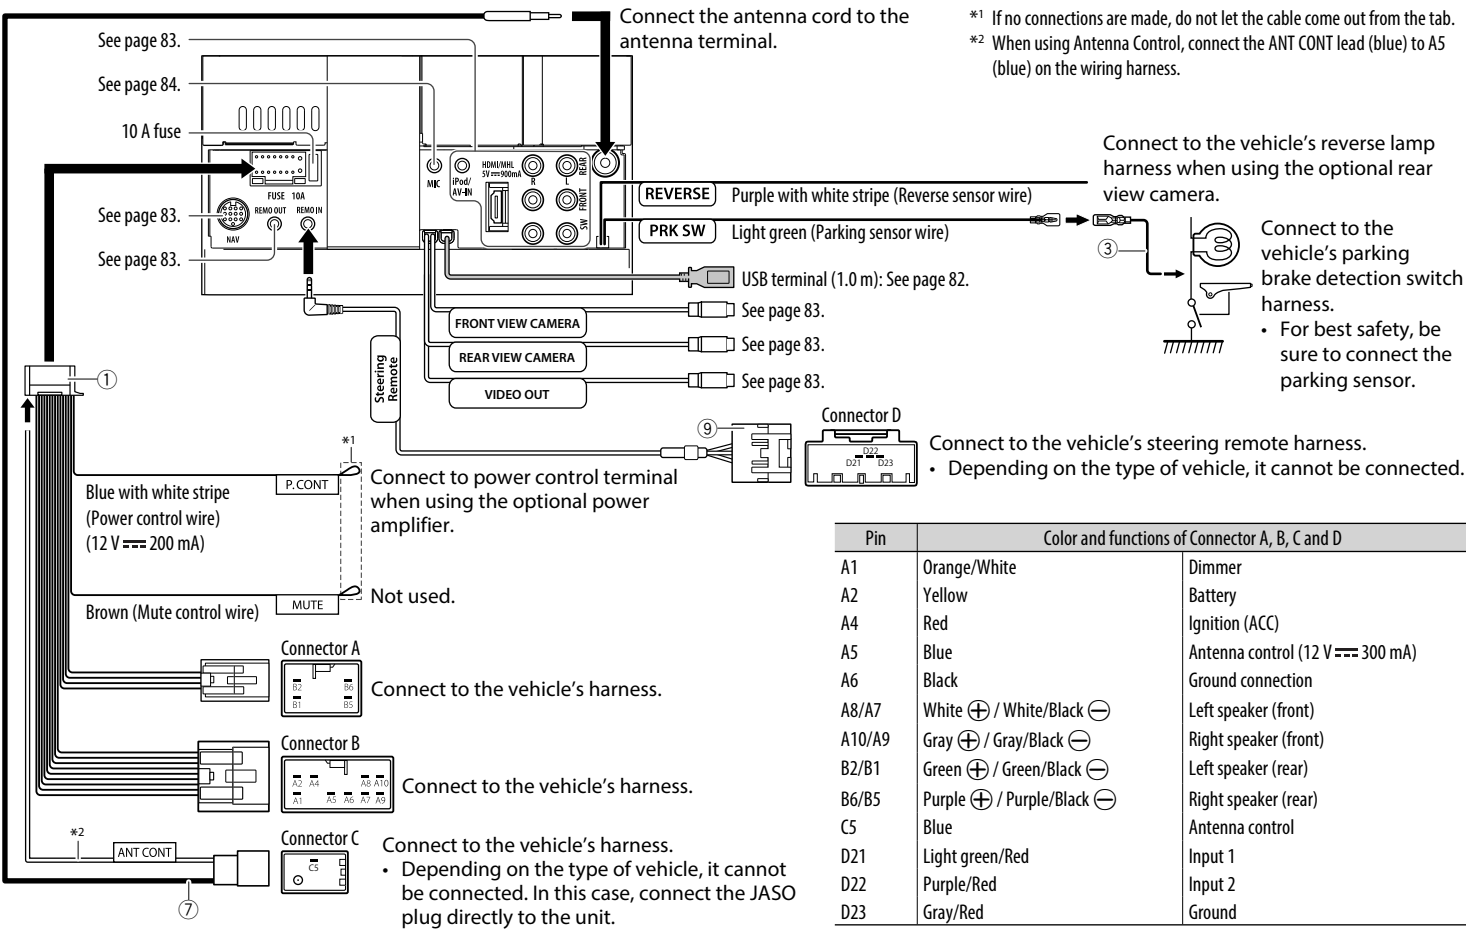 Connect the antenna cord to the
antenna terminal.
*1 If no connections are made, do not let the cable come out from the tab.
*2 When using Antenna Control, connect the ANT CONT lead (blue) to A5
(blue) on the wiring harness.
See page 83.
See page 84.
10 A fuse
See page 83.
See page 83.
FUSE 10A
REMO OUT REMO IN
NAV
MIC
iPod/
AV-IN
HDMI/MHL
5V⎓900mA
R
L
REAR
FRONT
SW
REVERSE
Purple with white stripe (Reverse sensor wire)
PRK SW
Light green (Parking sensor wire)
Connect to the vehicle's reverse lamp
harness when using the optional rear
view camera.
③
Connect to the
vehicle's parking
brake detection switch
harness.
• For best safety, be
sure to connect the
parking sensor.
USB terminal (1.0 m): See page 82.
FRONT VIEW CAMERA
See page 83.
REAR VIEW CAMERA
See page 83.
VIDEO OUT
See page 83.
Steering
Remote
①
⑨
Connector D
D22
D21 D23
Connect to the vehicle's steering remote harness.
• Depending on the type of vehicle, it cannot be connected.
*1
Blue with white stripe
(Power control wire)
(12 V ⎓ 200 mA)
P.CONT
Connect to power control terminal
when using the optional power
amplifier.
Brown (Mute control wire)
MUTE
Not used.
Connector A
B2 B6
B1 B5
Connect to the vehicle's harness.
Connector B
A2 A4 A8 A10
A1 A5 A6 A7 A9
Connect to the vehicle's harness.
*2
ANT CONT
⑦
Connector C
C5
Connect to the vehicle's harness.
• Depending on the type of vehicle, it cannot
be connected. In this case, connect the JASO
plug directly to the unit.
Pin Color and functions of Connector A, B, C and D
A1 Orange/White Dimmer
A2 Yellow Battery
A4 Red Ignition (ACC)
A5 Blue Antenna control (12 V ⎓ 300 mA)
A6 Black Ground connection
A8/A7 White ⊕ / White/Black ⊖ Left speaker (front)
A10/A9 Gray ⊕ / Gray/Black ⊖ Right speaker (front)
B2/B1 Green ⊕ / Green/Black ⊖ Left speaker (rear)
B6/B5 Purple ⊕ / Purple/Black ⊖ Right speaker (rear)
C5 Blue Antenna control
D21 Light green/Red Input 1
D22 Purple/Red Input 2
D23 Gray/Red Ground